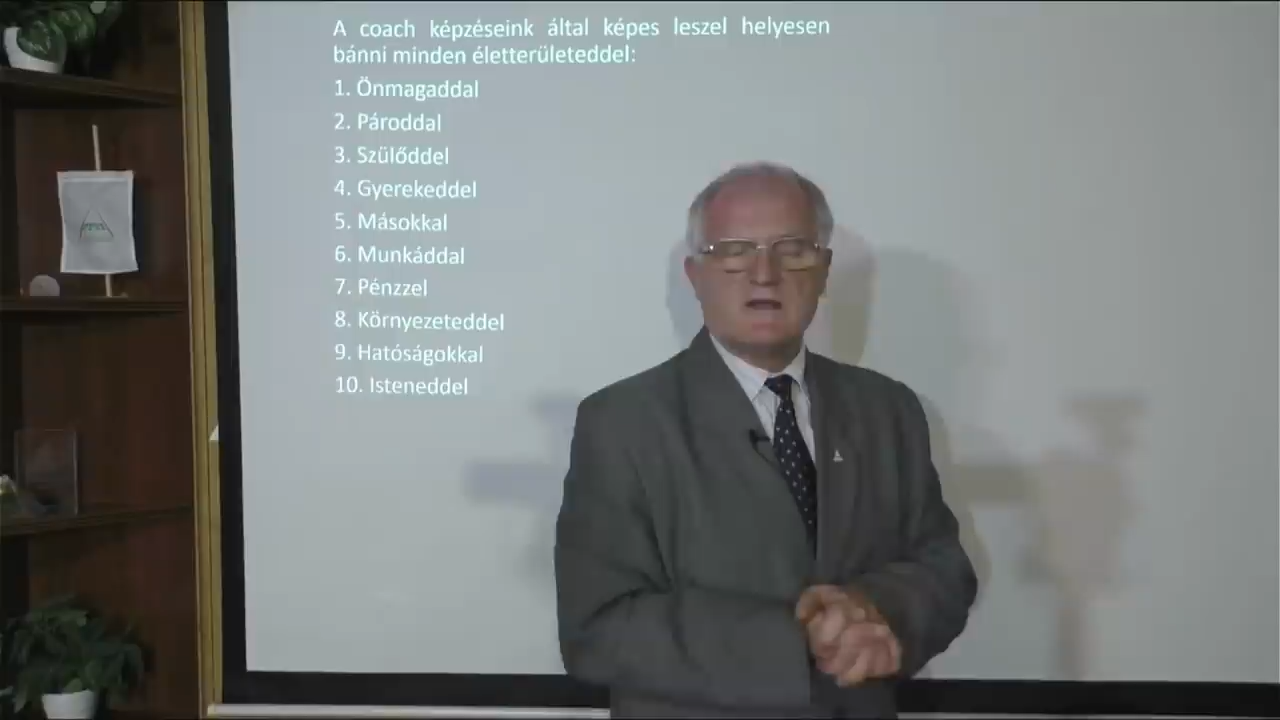 A coach képzéseink által képes leszel helyesen
bánni minden életterületeddel:
1. Önmagaddal
2. Pároddal
3. Szülőddel
4. Gyerekeddel
5. Másokkal
6. Munkáddal
7. Pénzzel
8. Környezeteddel
9. Hatóságokkal
10. Isteneddel